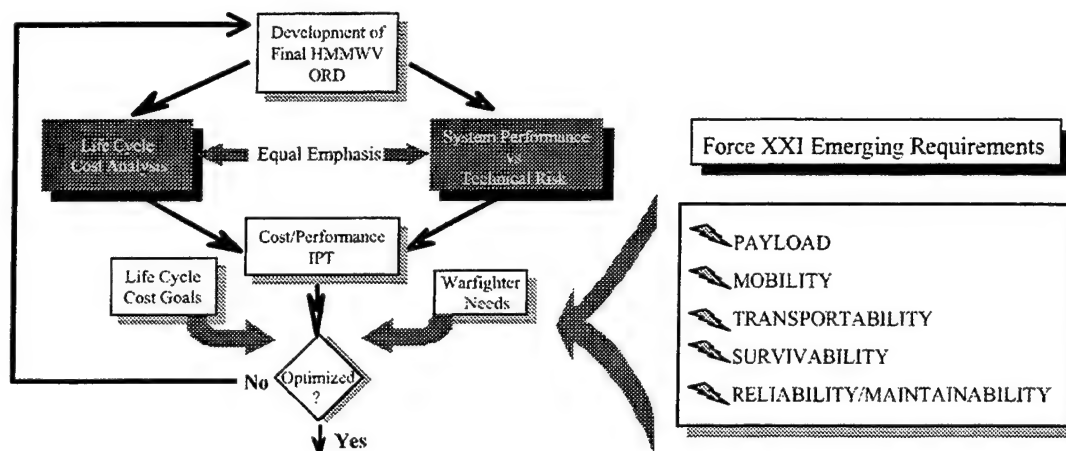 Development of
Final HMMWV
ORD
Life Cycle
Cost Analysis
Equal Emphasis
System Performance
vs
Technical Risk
Cost/Performance
IPT
Life Cycle
Cost Goals
Warfighter
Needs
No
Optimized
?
Yes
Force XXI Emerging Requirements
PAYLOAD
MOBILITY
TRANSPORTABILITY
SURVIVABILITY
RELIABILITY/MAINTAINABILITY